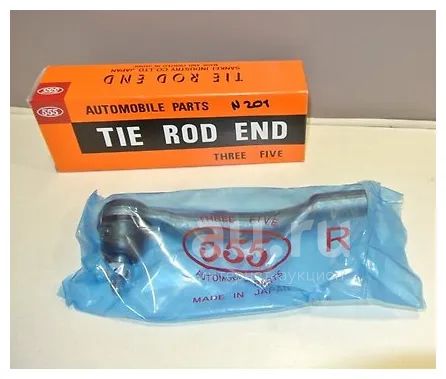 TIE ROD END
SANKEI INDUSTRY CO., LTD. JAPAN
555
555
AUTOMOBILE PARTS
N 201
TIE ROD END
THREE FIVE
THREE FIVE
555
R
AUTOMOBILE PARTS
MADE IN JAPAN